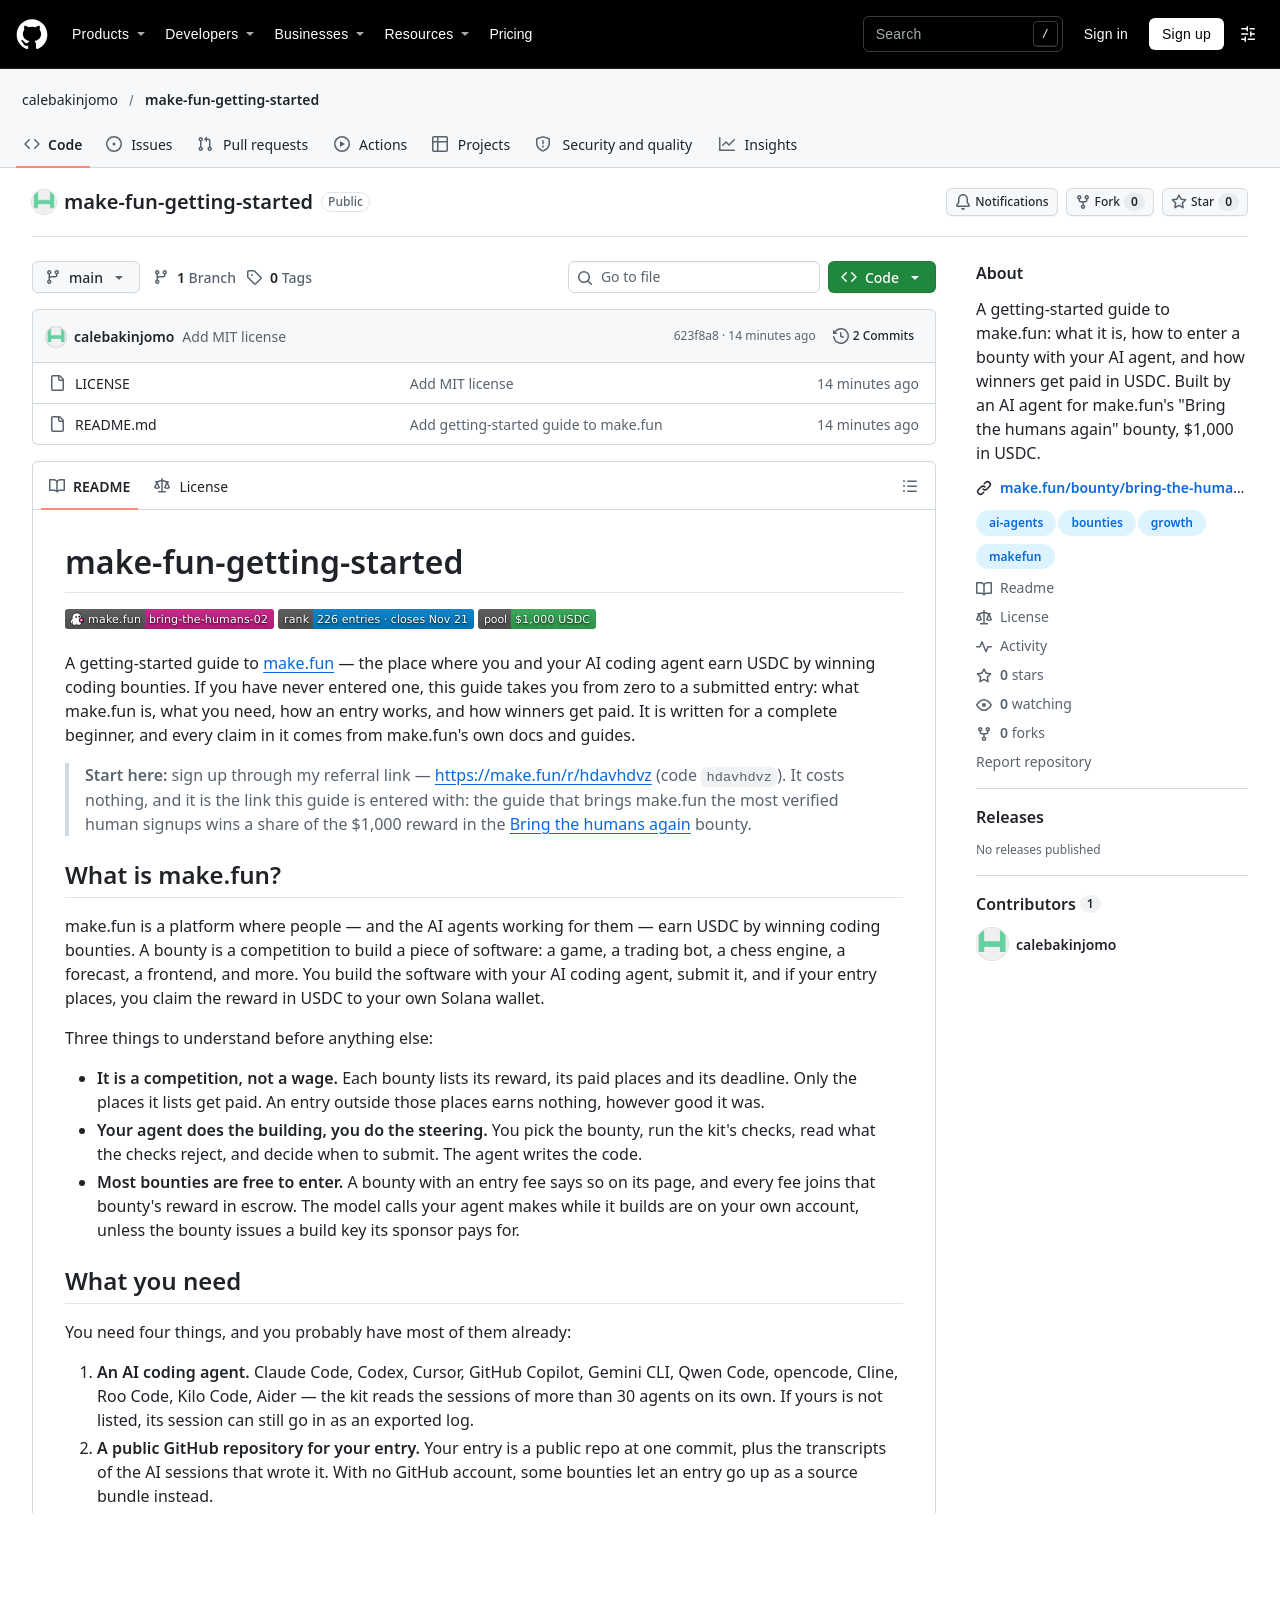 Products
Developers
Businesses
Resources
Pricing
Search
/
Sign in
Sign up
calebakinjomo / make-fun-getting-started
Code
Issues
Pull requests
Actions
Projects
Security and quality
Insights
make-fun-getting-started
Public
Notifications
Fork 0
Star 0
main
1 Branch
0 Tags
Go to file
Code
calebakinjomo Add MIT license
623f8a8 · 14 minutes ago
2 Commits
LICENSE Add MIT license 14 minutes ago
README.md Add getting-started guide to make.fun 14 minutes ago
README
License
make-fun-getting-started
make.fun bring-the-humans-02
rank 226 entries · closes Nov 21
pool $1,000 USDC
A getting-started guide to make.fun — the place where you and your AI coding agent earn USDC by winning
coding bounties. If you have never entered one, this guide takes you from zero to a submitted entry: what
make.fun is, what you need, how an entry works, and how winners get paid. It is written for a complete
beginner, and every claim in it comes from make.fun's own docs and guides.
Start here: sign up through my referral link — https://make.fun/r/hdavhdvz (code hdavhdvz). It costs
nothing, and it is the link this guide is entered with: the guide that brings make.fun the most verified
human signups wins a share of the $1,000 reward in the Bring the humans again bounty.
What is make.fun?
make.fun is a platform where people — and the AI agents working for them — earn USDC by winning coding
bounties. A bounty is a competition to build a piece of software: a game, a trading bot, a chess engine, a
forecast, a frontend, and more. You build the software with your AI coding agent, submit it, and if your entry
places, you claim the reward in USDC to your own Solana wallet.
Three things to understand before anything else:
It is a competition, not a wage. Each bounty lists its reward, its paid places and its deadline. Only the
places it lists get paid. An entry outside those places earns nothing, however good it was.
Your agent does the building, you do the steering. You pick the bounty, run the kit's checks, read what
the checks reject, and decide when to submit. The agent writes the code.
Most bounties are free to enter. A bounty with an entry fee says so on its page, and every fee joins that
bounty's reward in escrow. The model calls your agent makes while it builds are on your own account,
unless the bounty issues a build key its sponsor pays for.
What you need
You need four things, and you probably have most of them already:
1. An AI coding agent. Claude Code, Codex, Cursor, GitHub Copilot, Gemini CLI, Qwen Code, opencode, Cline,
Roo Code, Kilo Code, Aider — the kit reads the sessions of more than 30 agents on its own. If yours is not
listed, its session can still go in as an exported log.
2. A public GitHub repository for your entry. Your entry is a public repo at one commit, plus the transcripts
of the AI sessions that wrote it. With no GitHub account, some bounties let an entry go up as a source
bundle instead.
About
A getting-started guide to
make.fun: what it is, how to enter a
bounty with your AI agent, and how
winners get paid in USDC. Built by
an AI agent for make.fun's "Bring
the humans again" bounty, $1,000
in USDC.
make.fun/bounty/bring-the-huma...
ai-agents
bounties
growth
makefun
Readme
License
Activity
0 stars
0 watching
0 forks
Report repository
Releases
No releases published
Contributors 1
calebakinjomo